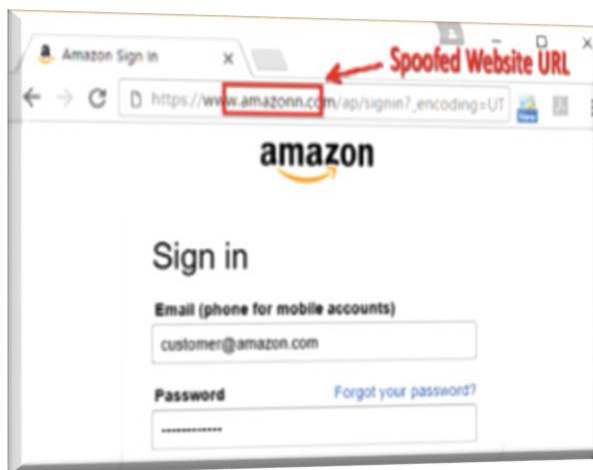 Amazon Sign In
Spoofed Website URL
https://www.amazonn.com/ap/signin?_encoding=UT
amazon
Sign in
Email (phone for mobile accounts)
customer@amazon.com
Password
Forgot your password?
------------